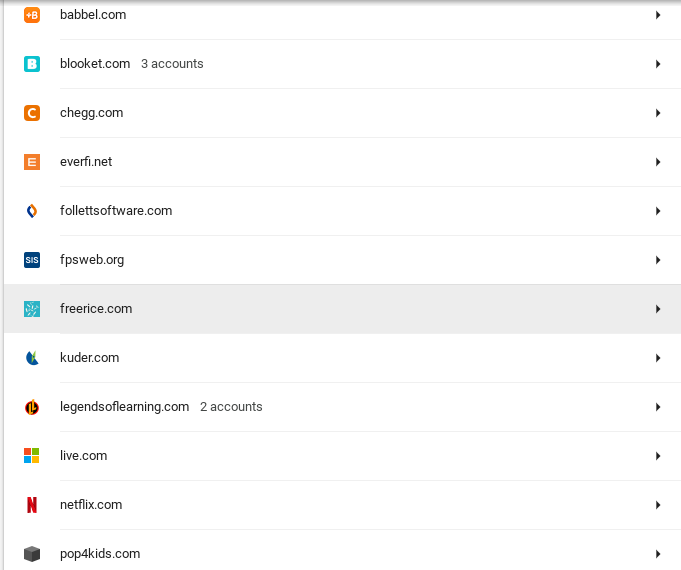 babbel.com
blooket.com 3 accounts
chegg.com
everfi.net
follettsoftware.com
SIS fpsweb.org
freerice.com
kuder.com
legendsoflearning.com 2 accounts
live.com
netflix.com
pop4kids.com